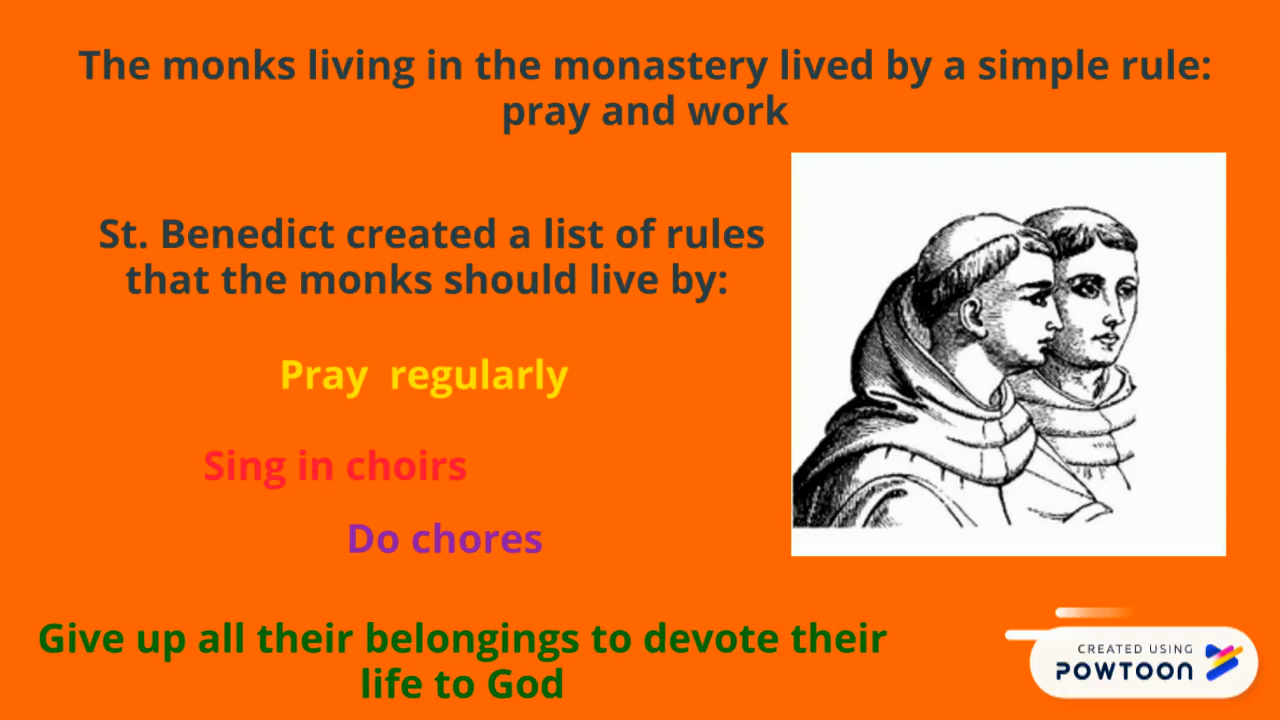 The monks living in the monastery lived by a simple rule:
pray and work
St. Benedict created a list of rules
that the monks should live by:
Pray regularly
Sing in choirs
Do chores
Give up all their belongings to devote their
life to God
CREATED USING
POWTOON